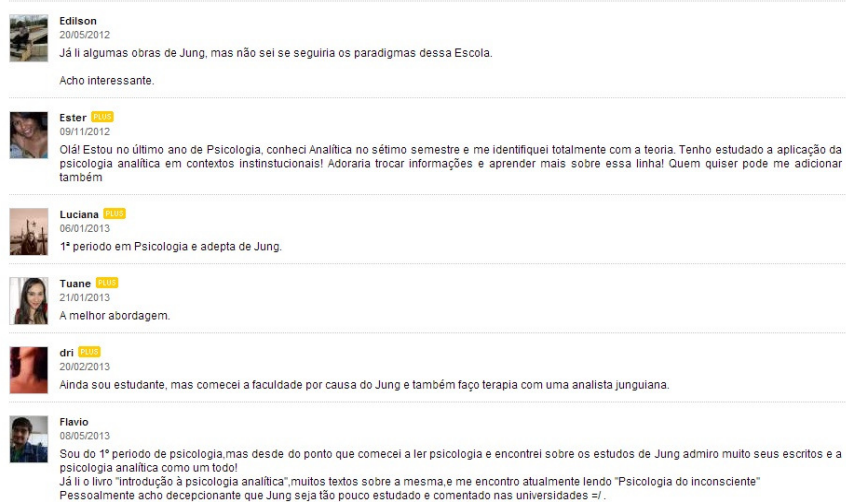 Edilson
20/05/2012
Já li algumas obras de Jung, mas não sei se seguiria os paradigmas dessa Escola.
Acho interessante.
Ester PLUS
09/11/2012
Olá! Estou no último ano de Psicologia, conheci Analítica no sétimo semestre e me identifiquei totalmente com a teoria. Tenho estudado a aplicação da
psicologia analítica em contextos instinstucionais! Adoraria trocar informações e aprender mais sobre essa linha! Quem quiser pode me adicionar
também
Luciana PLUS
06/01/2013
1ª periodo em Psicologia e adepta de Jung.
Tuane PLUS
21/01/2013
A melhor abordagem.
dri PLUS
20/02/2013
Ainda sou estudante, mas comecei a faculdade por causa do Jung e também faço terapia com uma analista junguiana.
Flavio
08/05/2013
Sou do 1º periodo de psicologia,mas desde do ponto que comecei a ler psicologia e encontrei sobre os estudos de Jung admiro muito seus escritos e a
psicologia analítica como um todo!
Já li o livro "introdução à psicologia analítica",muitos textos sobre a mesma,e me encontro atualmente lendo "Psicologia do inconsciente"
Pessoalmente acho decepcionante que Jung seja tão pouco estudado e comentado nas universidades =/ .